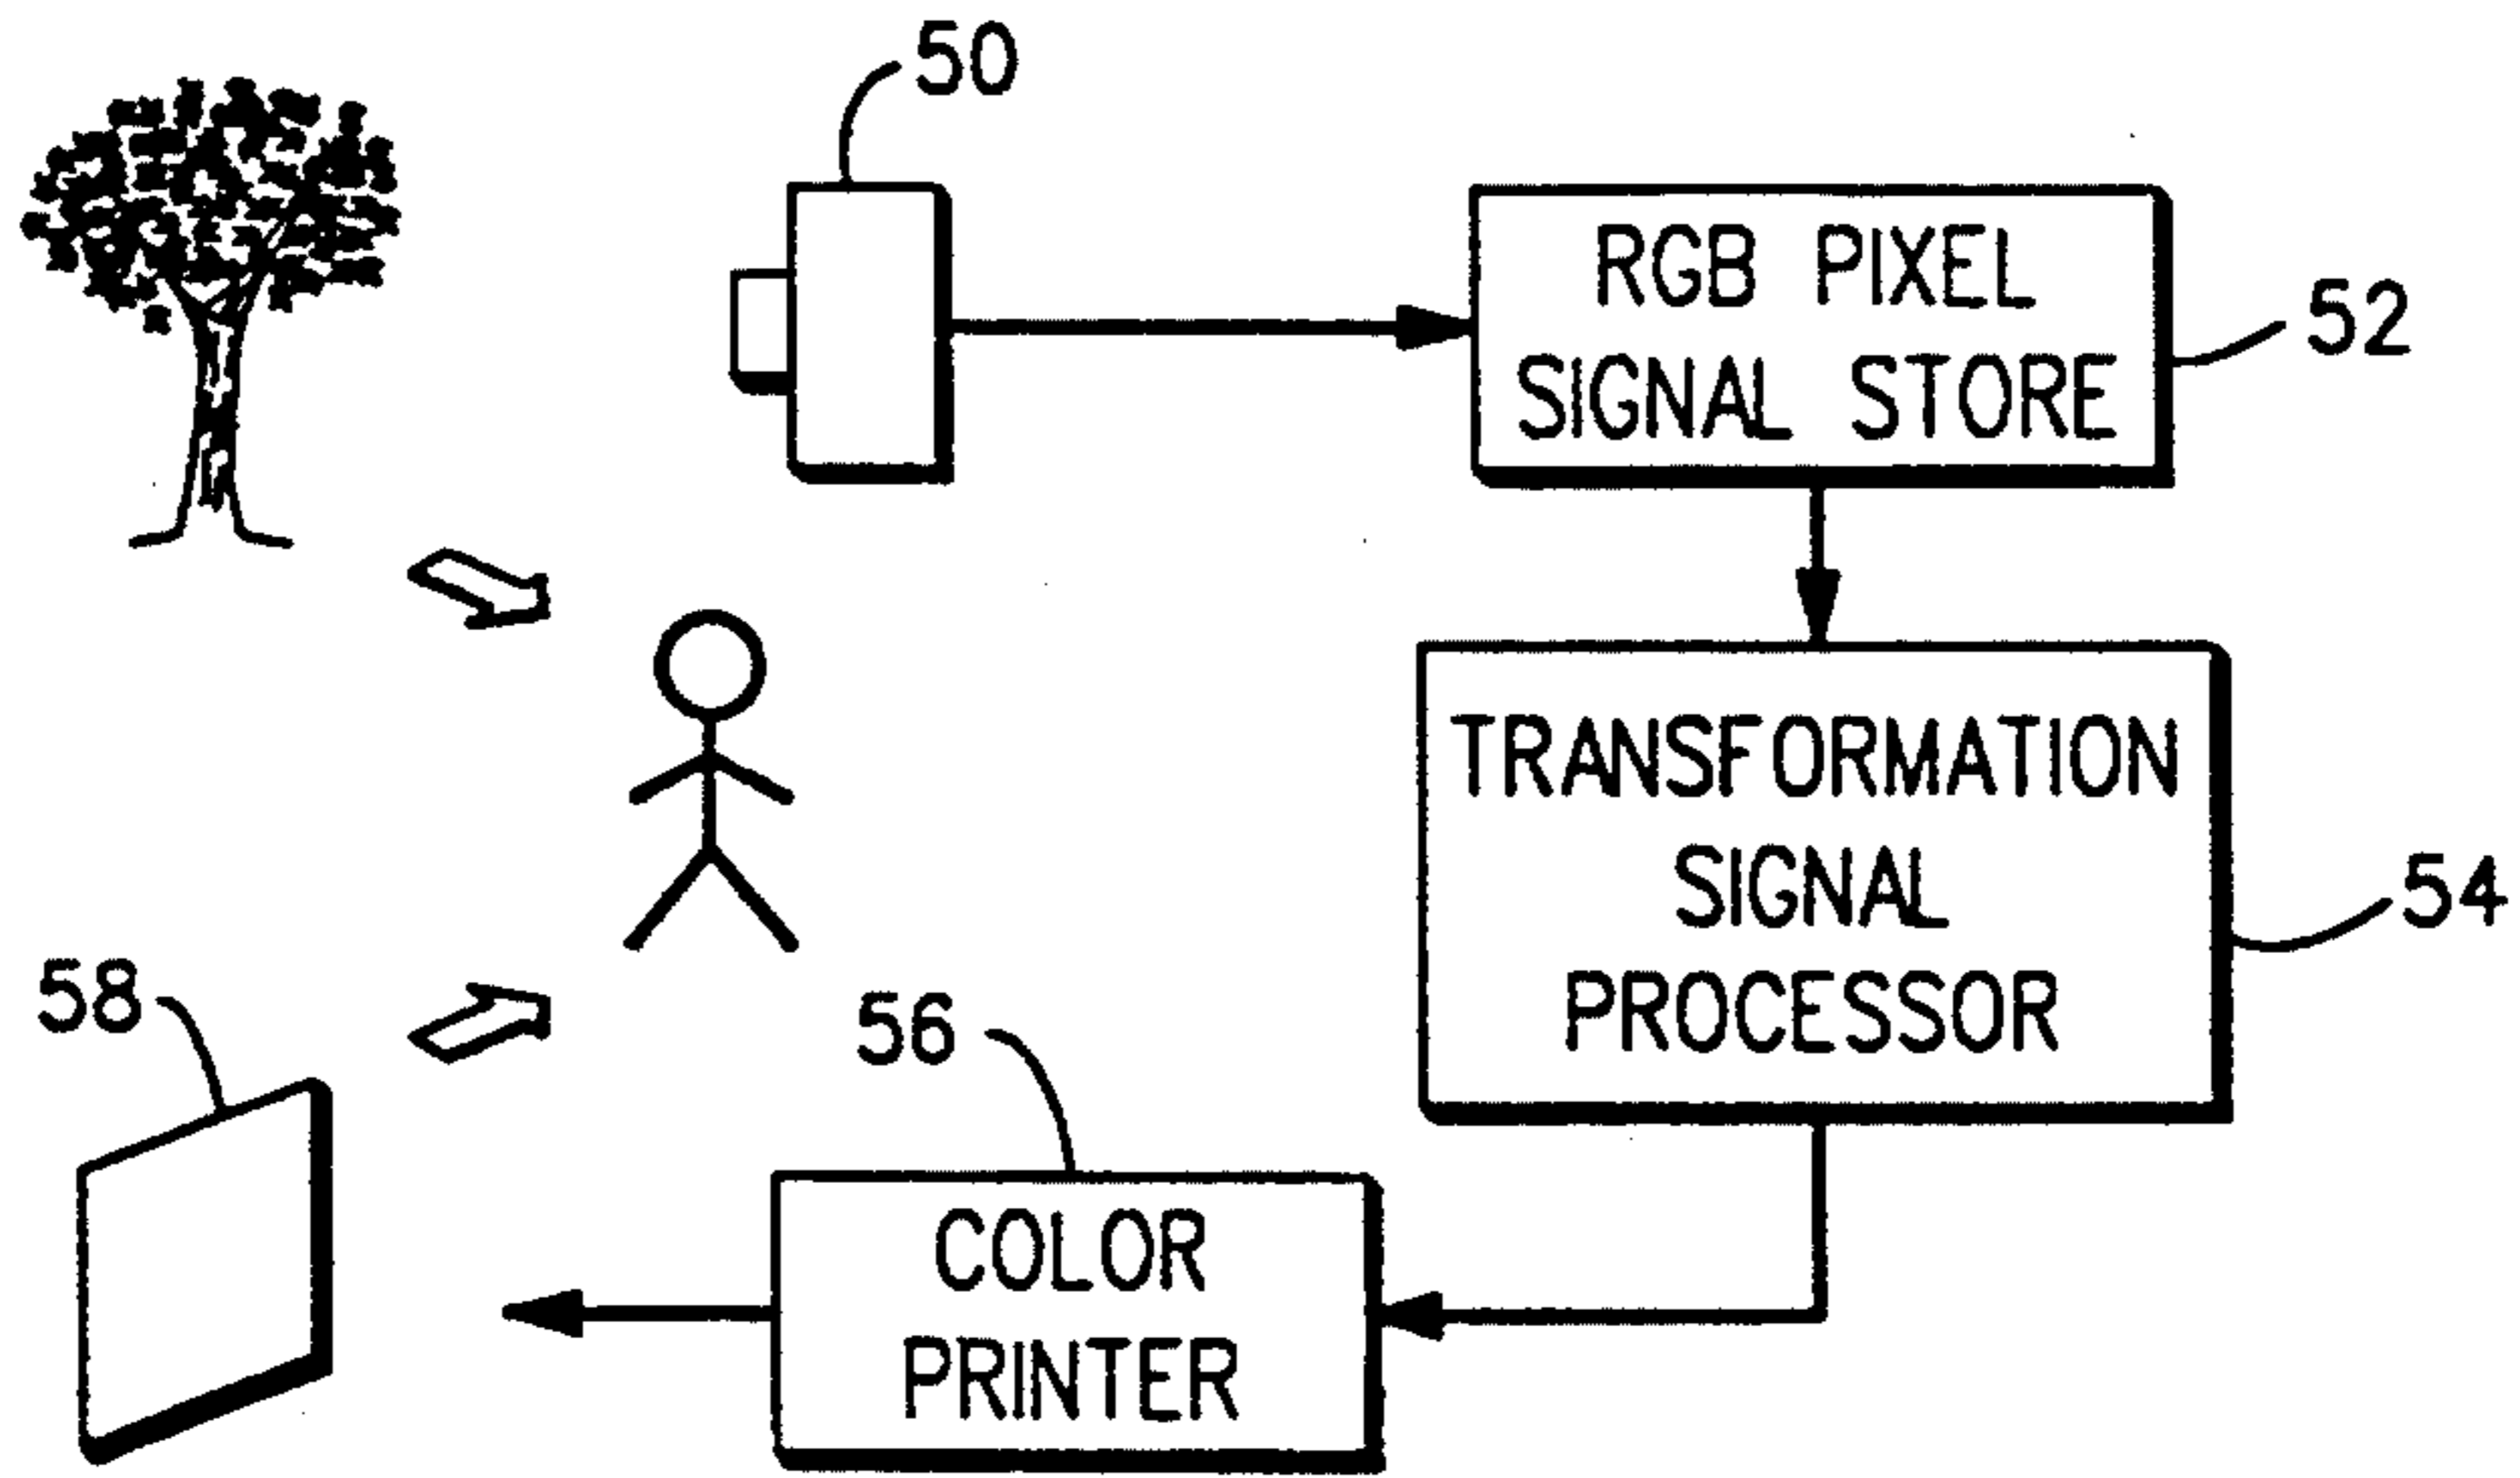 50
RGB PIXEL
SIGNAL STORE
52
TRANSFORMATION
SIGNAL
PROCESSOR
54
58
56
COLOR
PRINTER